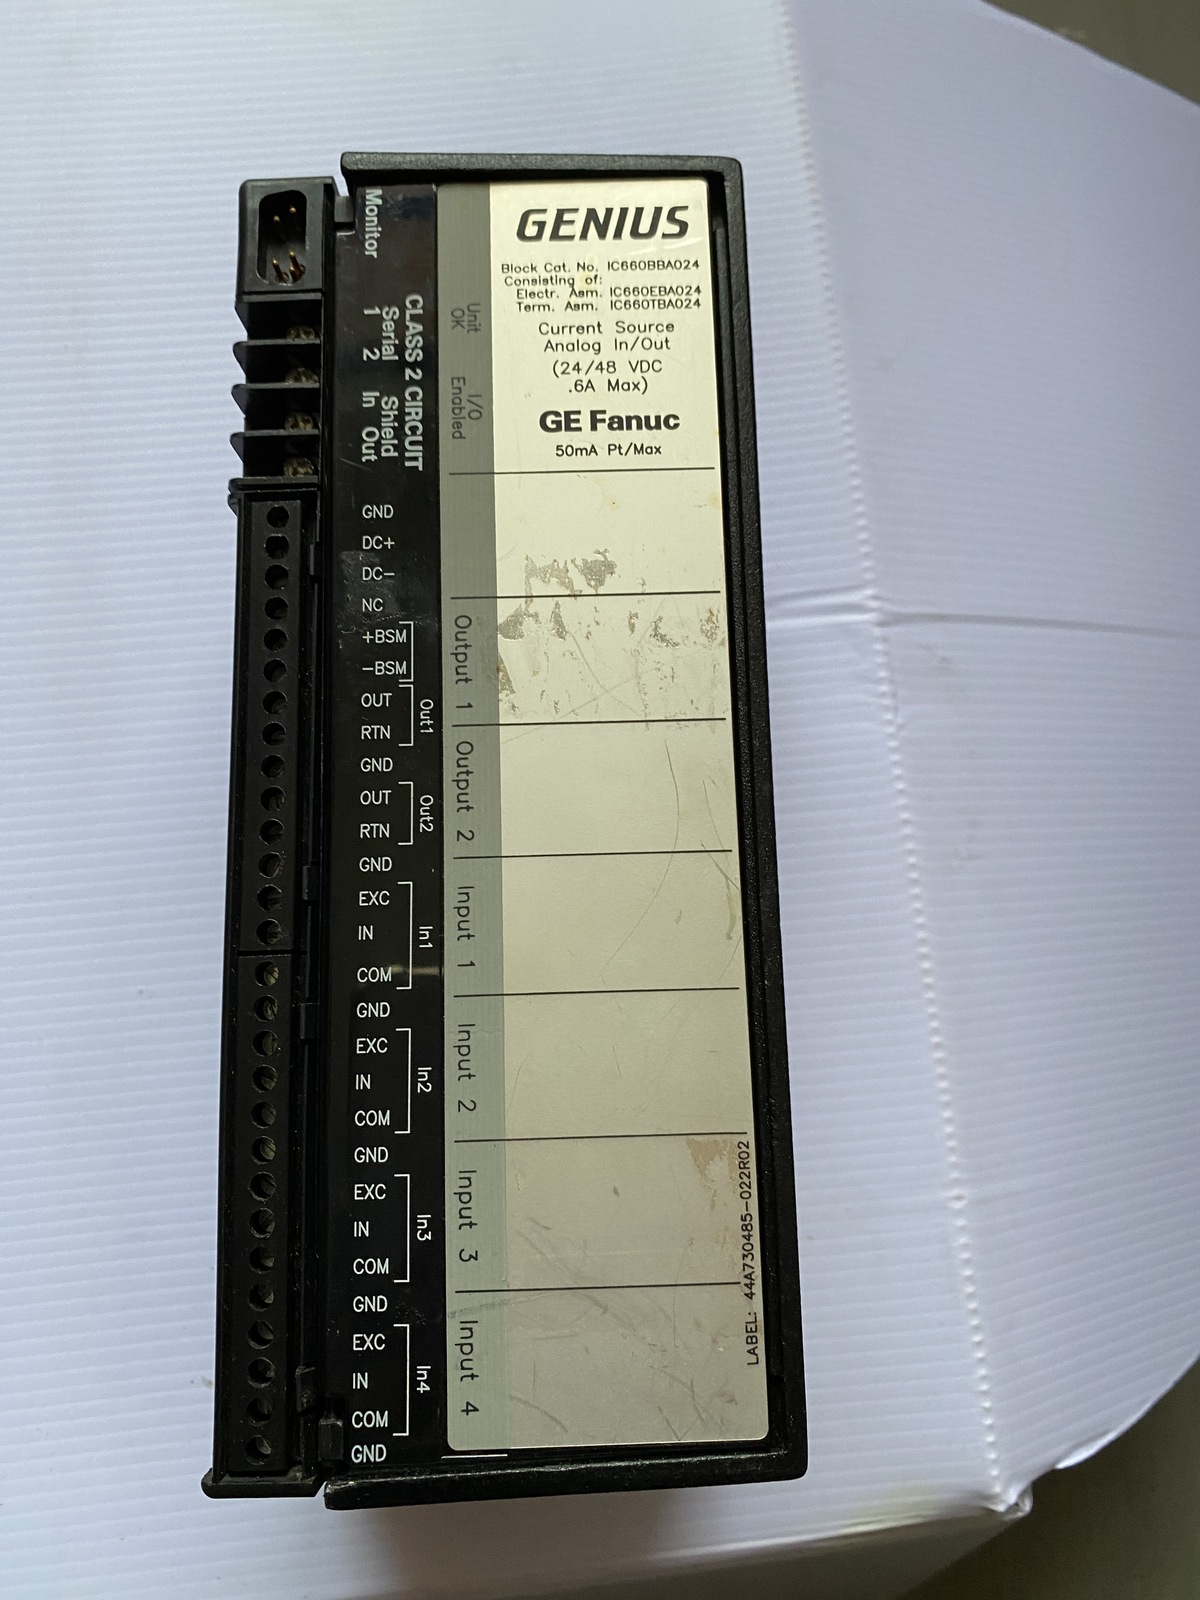 GENIUS
Block Cat. No. IC660BBA024
Consisting of:
Electr. Asm. IC660EBA024
Term. Asm. IC660TBA024
Current Source
Analog In/Out
(24/48 VDC
.6A Max)
GE Fanuc
50mA Pt/Max
Monitor
CLASS 2 CIRCUIT
Serial Shield
1 2 In Out
Unit
OK
I/O
Enabled
GND
DC+
DC−
NC
+BSM
−BSM
OUT
RTN
Out1
GND
OUT
RTN
Out2
GND
EXC
IN
COM
In1
GND
EXC
IN
COM
In2
GND
EXC
IN
COM
In3
GND
EXC
IN
COM
In4
GND
Output 1
Output 2
Input 1
Input 2
Input 3
Input 4
LABEL: 44A730485-022R02